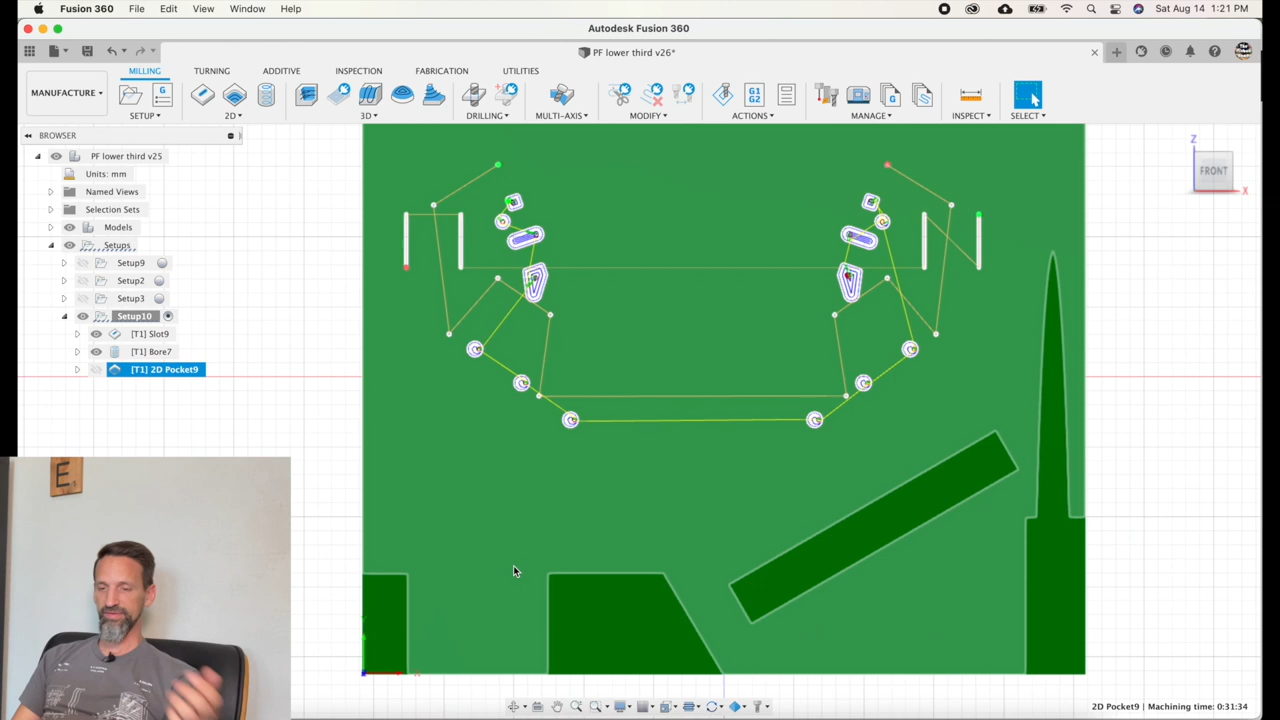 Fusion 360 File Edit View Window Help Sat Aug 14 1:21 PM
Autodesk Fusion 360
PF lower third v26*
MILLING TURNING ADDITIVE INSPECTION FABRICATION UTILITIES
MANUFACTURE
G G1 G2 G
SETUP 2D 3D DRILLING MULTI-AXIS MODIFY ACTIONS MANAGE INSPECT SELECT
BROWSER
PF lower third v25
Units: mm
Named Views
Selection Sets
Models
Setups
Setup9
Setup2
Setup3
Setup10
[T1] Slot9
[T1] Bore7
[T1] 2D Pocket9
Z
FRONT
X
E
2D Pocket9 | Machining time: 0:31:34